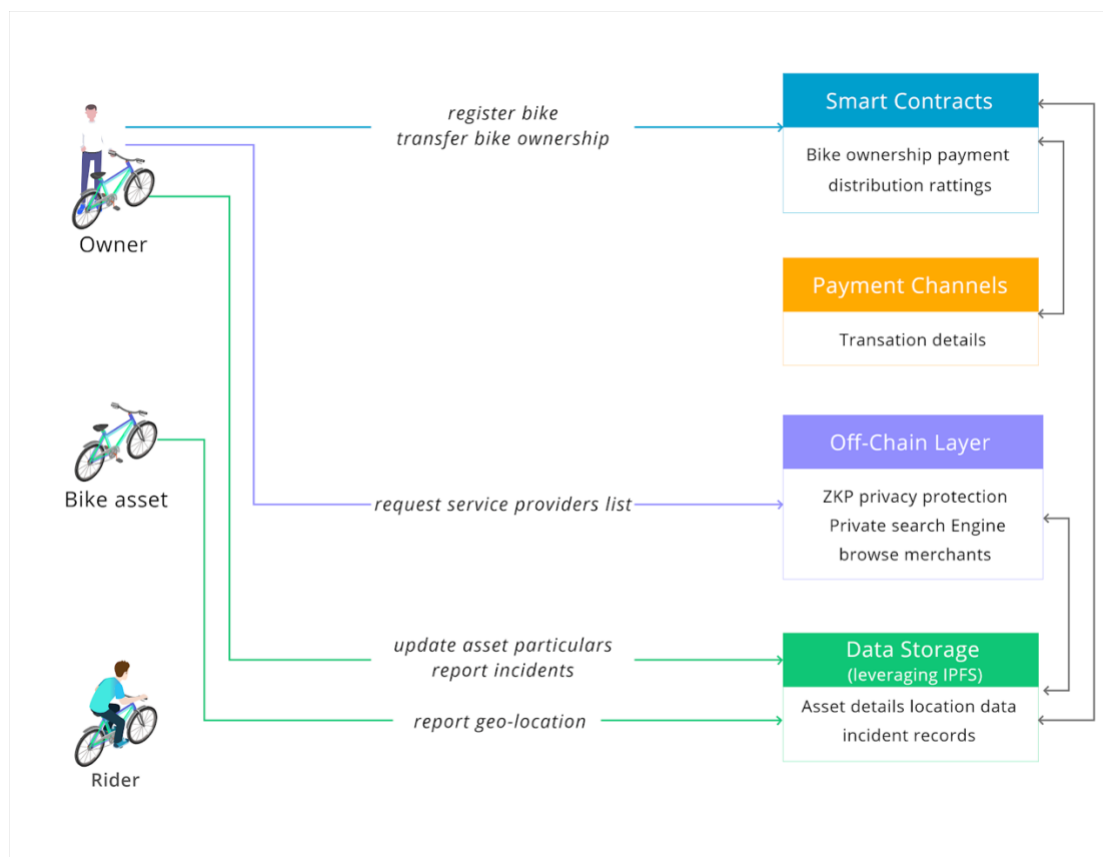 register bike
transfer bike ownership
Smart Contracts
Bike ownership payment
distribution rattings
Owner
Payment Channels
Transation details
Bike asset
Off-Chain Layer
request service providers list
ZKP privacy protection
Private search Engine
browse merchants
update asset particulars
report incidents
Data Storage
(leveraging IPFS)
Asset details location data
incident records
report geo-location
Rider